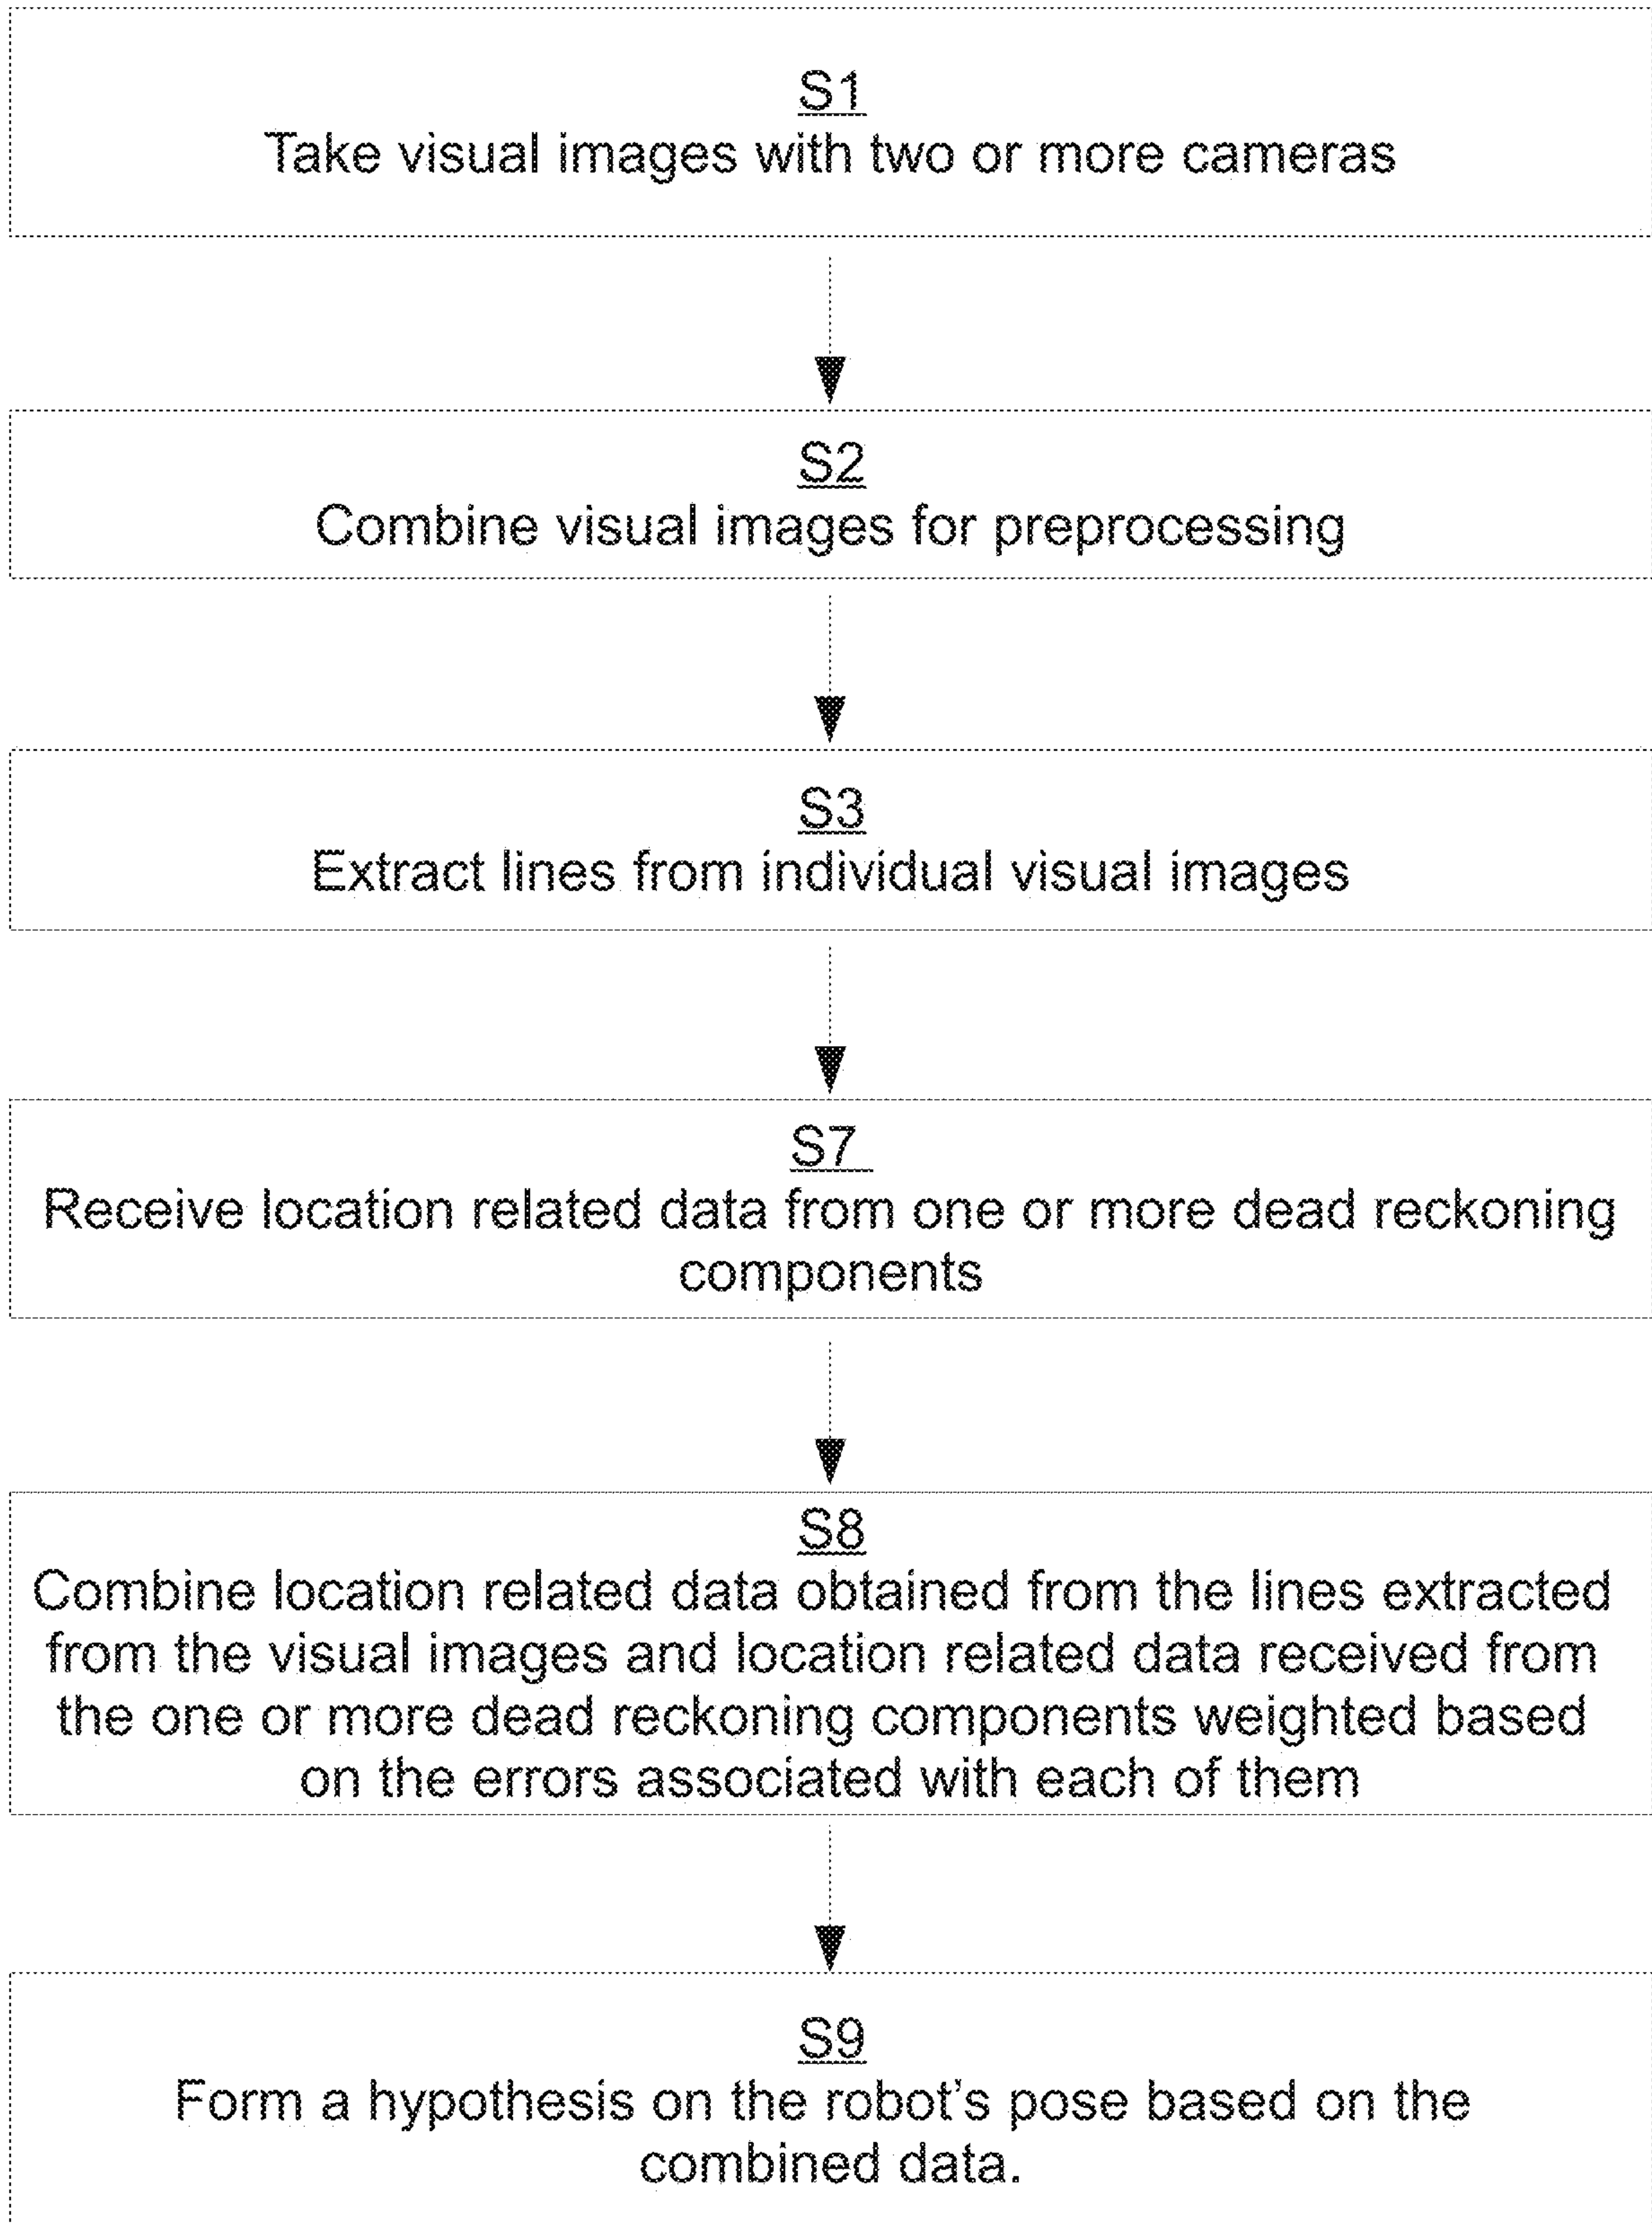 S1
Take visual images with two or more cameras
S2
Combine visual images for preprocessing
S3
Extract lines from individual visual images
S7
Receive location related data from one or more dead reckoning
components
S8
Combine location related data obtained from the lines extracted
from the visual images and location related data received from
the one or more dead reckoning components weighted based
on the errors associated with each of them
S9
Form a hypothesis on the robot’s pose based on the
combined data.